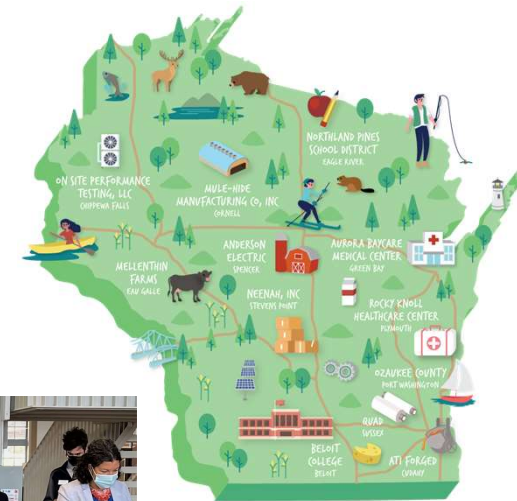 NORTHLAND PINES
SCHOOL DISTRICT
EAGLE RIVER
ON SITE PERFORMANCE
TESTING, LLC
CHIPPEWA FALLS
MULE-HIDE
MANUFACTURING CO, INC
CORNELL
ANDERSON
ELECTRIC
SPENCER
AURORA BAYCARE
MEDICAL CENTER
GREEN BAY
MELLENTHIN
FARMS
EAU GALLE
NEENAH, INC
STEVENS POINT
ROCKY KNOLL
HEALTHCARE CENTER
PLYMOUTH
OZAUKEE COUNTY
PORT WASHINGTON
QUAD
SUSSEX
BELOIT
COLLEGE
BELOIT
ATI FORGED
CUDAHY